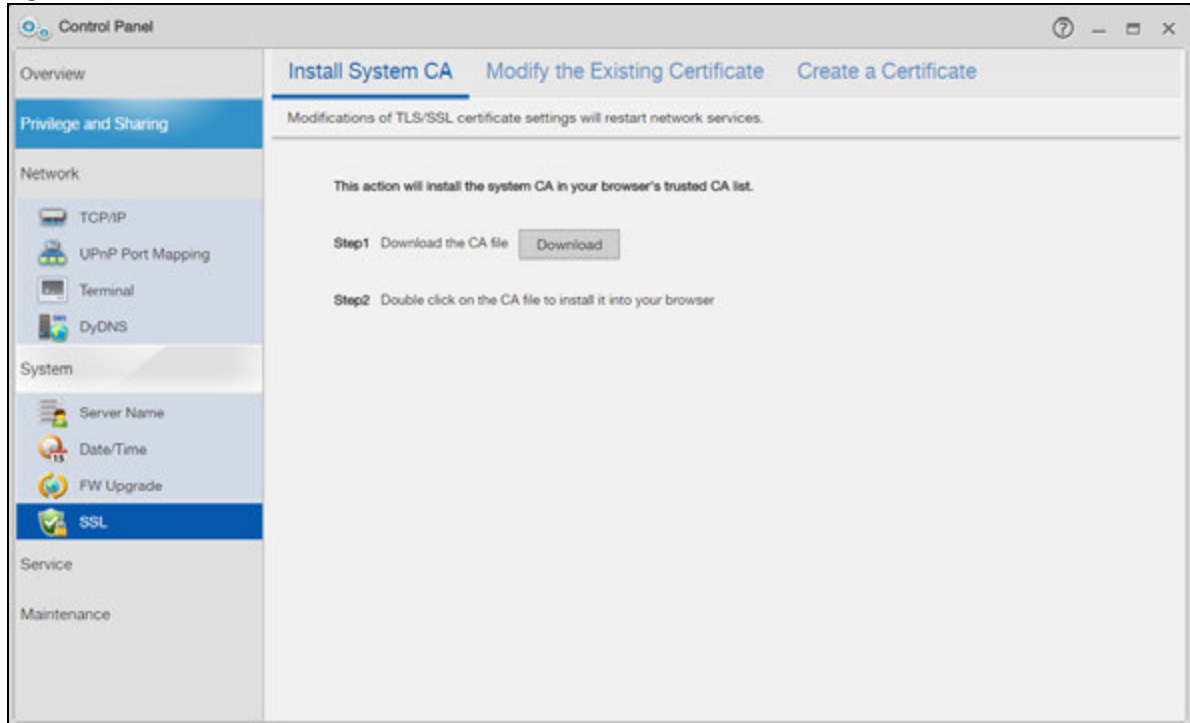 Control Panel
Overview
Privilege and Sharing
Network
TCP/IP
UPnP Port Mapping
Terminal
DyDNS
System
Server Name
Date/Time
FW Upgrade
SSL
Service
Maintenance
Install System CA Modify the Existing Certificate Create a Certificate
Modifications of TLS/SSL certificate settings will restart network services.
This action will install the system CA in your browser's trusted CA list.
Step1 Download the CA file Download
Step2 Double click on the CA file to install it into your browser